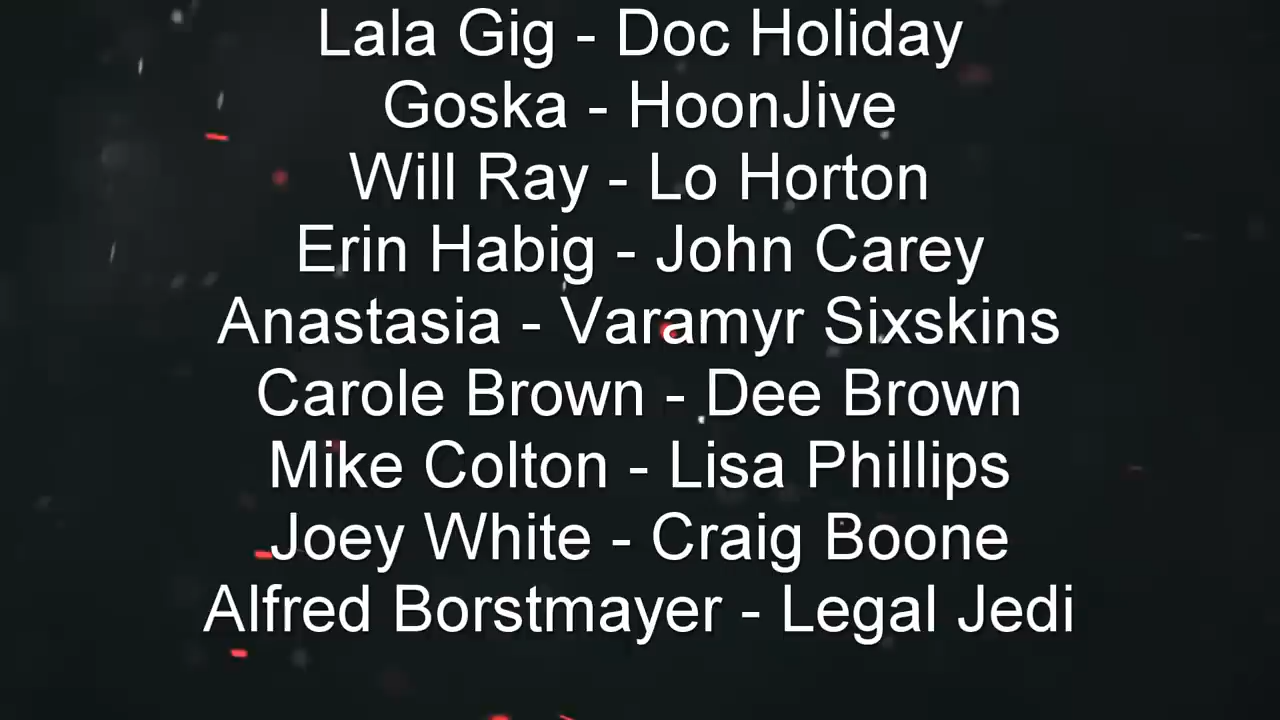 Lala Gig - Doc Holiday
Goska - HoonJive
Will Ray - Lo Horton
Erin Habig - John Carey
Anastasia - Varamyr Sixskins
Carole Brown - Dee Brown
Mike Colton - Lisa Phillips
Joey White - Craig Boone
Alfred Borstmayer - Legal Jedi